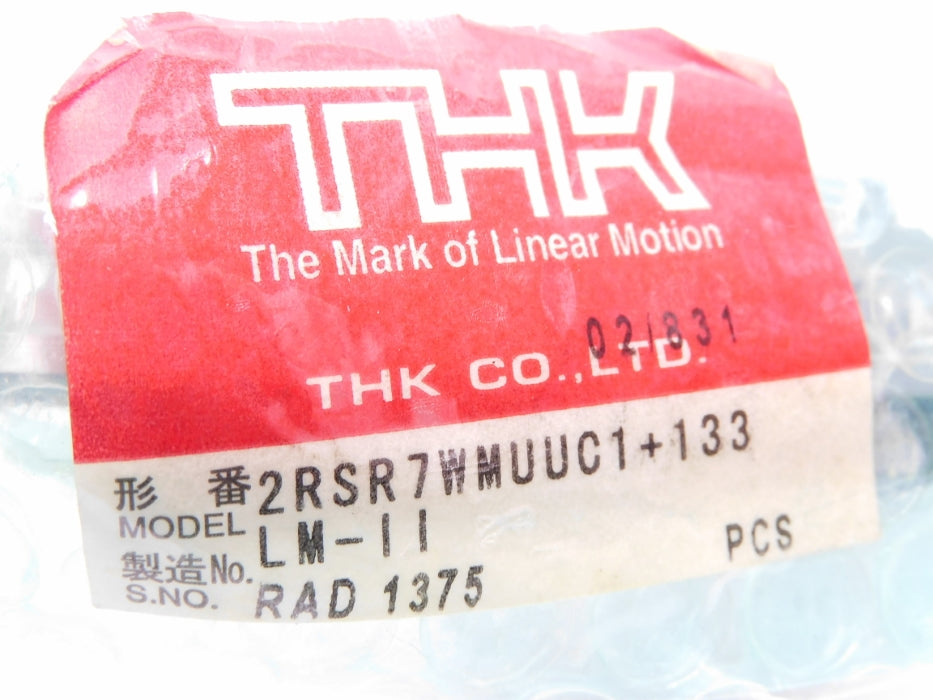 THK
The Mark of Linear Motion
02/831
THK CO.,LTD.
形 番 2RSR7WMUUC1+133
MODEL LM-II
製造No. PCS
S.NO. RAD 1375